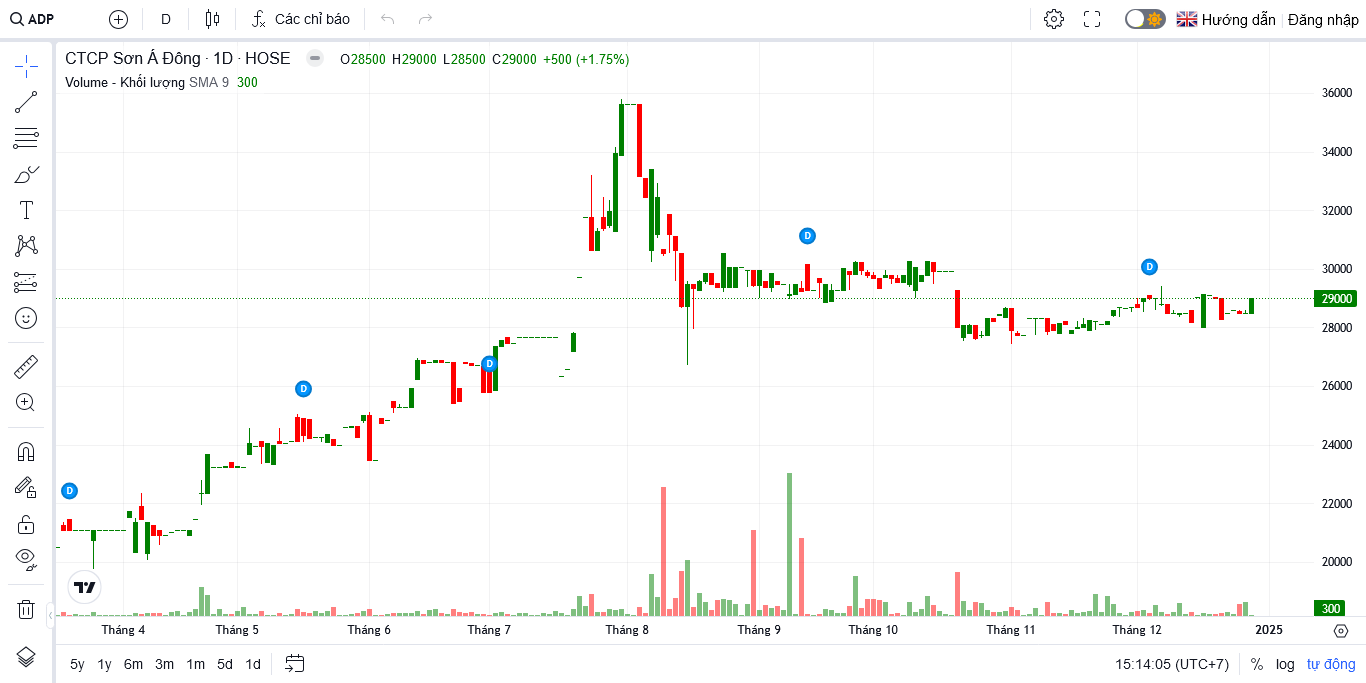 ADP D Các chỉ báo Hướng dẫn Đăng nhập
CTCP Sơn Á Đông · 1D · HOSE O28500 H29000 L28500 C29000 +500 (+1.75%)
Volume - Khối lượng SMA 9 300
36000
34000
32000
D
D
30000
29000
28000
D
26000
D
24000
D
22000
20000
300
Tháng 4 Tháng 5 Tháng 6 Tháng 7 Tháng 8 Tháng 9 Tháng 10 Tháng 11 Tháng 12 2025
5y 1y 6m 3m 1m 5d 1d 15:14:05 (UTC+7) % log tự động